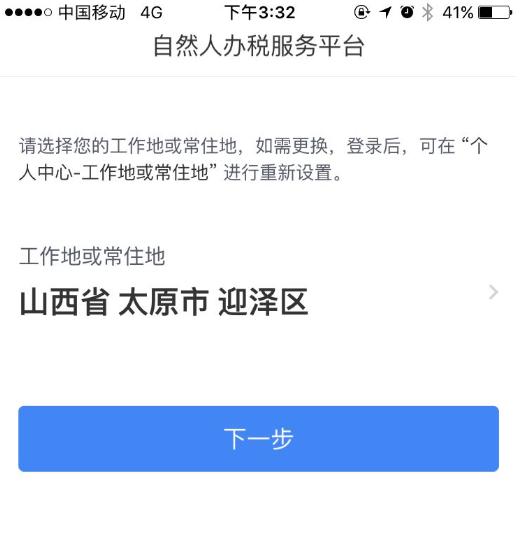 中国移动 4G 下午3:32 41%
自然人办税服务平台
请选择您的工作地或常住地，如需更换，登录后，可在 “个
人中心-工作地或常住地” 进行重新设置。
工作地或常住地
山西省 太原市 迎泽区
下一步